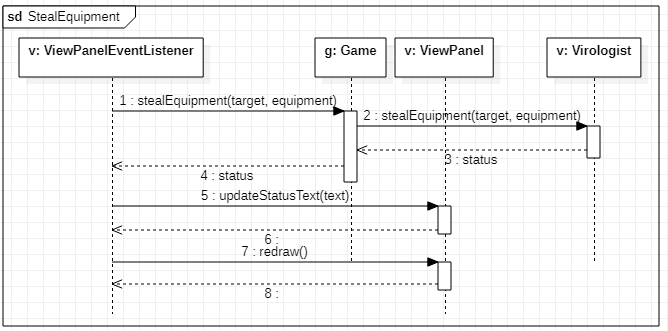 sd StealEquipment
v: ViewPanelEventListener
g: Game
v: ViewPanel
v: Virologist
1 : stealEquipment(target, equipment)
2 : stealEquipment(target, equipment)
3 : status
4 : status
5 : updateStatusText(text)
6 :
7 : redraw()
8 :